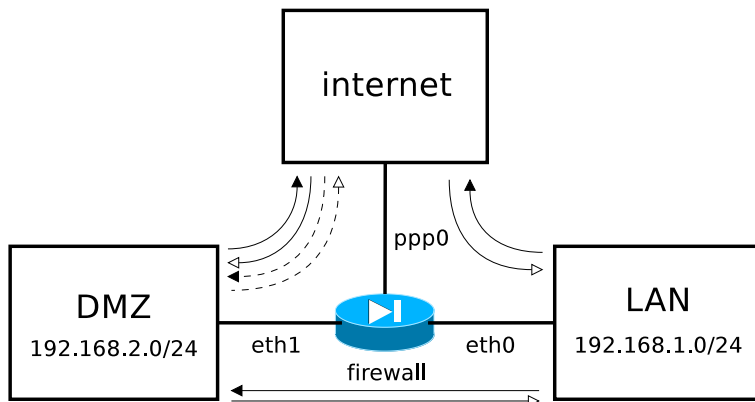 internet
ppp0
DMZ
192.168.2.0/24
eth1
eth0
firewall
LAN
192.168.1.0/24